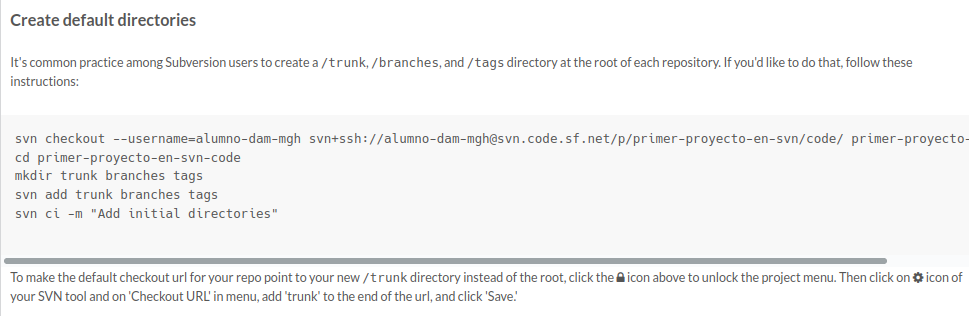 Create default directories
It's common practice among Subversion users to create a /trunk, /branches, and /tags directory at the root of each repository. If you'd like to do that, follow these
instructions:
svn checkout --username=alumno-dam-mgh svn+ssh://alumno-dam-mgh@svn.code.sf.net/p/primer-proyecto-en-svn/code/ primer-proyecto-
cd primer-proyecto-en-svn-code
mkdir trunk branches tags
svn add trunk branches tags
svn ci -m "Add initial directories"
To make the default checkout url for your repo point to your new /trunk directory instead of the root, click the icon above to unlock the project menu. Then click on icon of
your SVN tool and on 'Checkout URL' in menu, add 'trunk' to the end of the url, and click 'Save.'